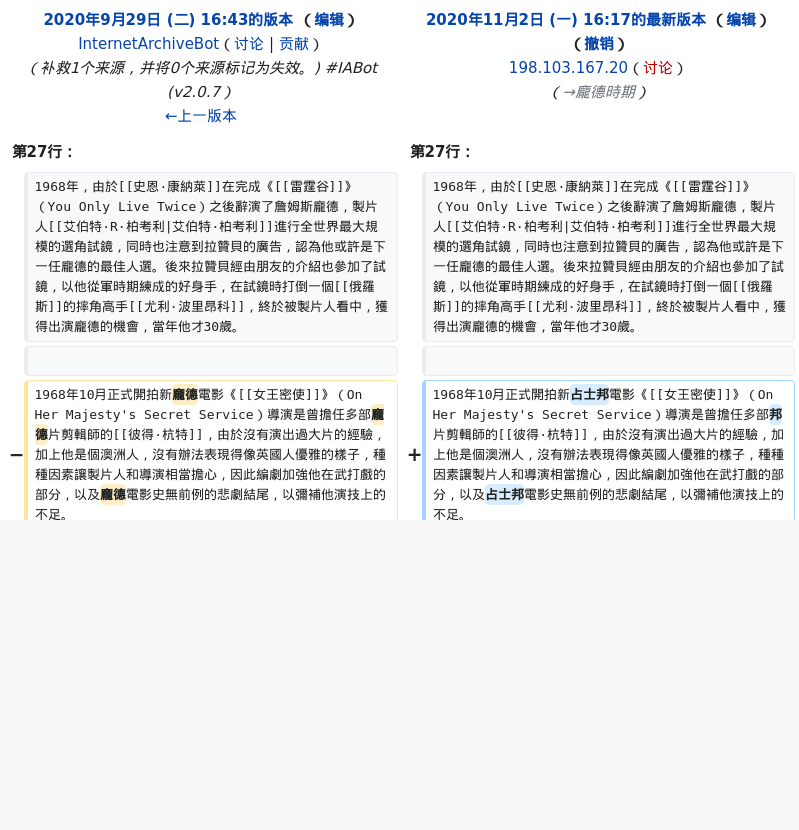 2020年9月29日 (二) 16:43的版本 （编辑）
InternetArchiveBot（讨论 | 贡献）
（补救1个来源，并将0个来源标记为失效。) #IABot
(v2.0.7）
←上一版本
第27行：
1968年，由於[[史恩·康納萊]]在完成《[[雷霆谷]]》
（You Only Live Twice）之後辭演了詹姆斯龐德，製片
人[[艾伯特·R·柏考利|艾伯特·柏考利]]進行全世界最大規
模的選角試鏡，同時也注意到拉贊貝的廣告，認為他或許是下
一任龐德的最佳人選。後來拉贊貝經由朋友的介紹也參加了試
鏡，以他從軍時期練成的好身手，在試鏡時打倒一個[[俄羅
斯]]的摔角高手[[尤利·波里昂科]]，終於被製片人看中，獲
得出演龐德的機會，當年他才30歲。
− 1968年10月正式開拍新龐德電影《[[女王密使]]》（On
Her Majesty's Secret Service）導演是曾擔任多部龐
德片剪輯師的[[彼得·杭特]]，由於沒有演出過大片的經驗，
加上他是個澳洲人，沒有辦法表現得像英國人優雅的樣子，種
種因素讓製片人和導演相當擔心，因此編劇加強他在武打戲的
部分，以及龐德電影史無前例的悲劇結尾，以彌補他演技上的
不足。
2020年11月2日 (一) 16:17的最新版本 （编辑）
（撤销）
198.103.167.20（讨论）
（→龐德時期）
第27行：
1968年，由於[[史恩·康納萊]]在完成《[[雷霆谷]]》
（You Only Live Twice）之後辭演了詹姆斯龐德，製片
人[[艾伯特·R·柏考利|艾伯特·柏考利]]進行全世界最大規
模的選角試鏡，同時也注意到拉贊貝的廣告，認為他或許是下
一任龐德的最佳人選。後來拉贊貝經由朋友的介紹也參加了試
鏡，以他從軍時期練成的好身手，在試鏡時打倒一個[[俄羅
斯]]的摔角高手[[尤利·波里昂科]]，終於被製片人看中，獲
得出演龐德的機會，當年他才30歲。
+ 1968年10月正式開拍新占士邦電影《[[女王密使]]》（On
Her Majesty's Secret Service）導演是曾擔任多部邦
片剪輯師的[[彼得·杭特]]，由於沒有演出過大片的經驗，加
上他是個澳洲人，沒有辦法表現得像英國人優雅的樣子，種種
因素讓製片人和導演相當擔心，因此編劇加強他在武打戲的部
分，以及占士邦電影史無前例的悲劇結尾，以彌補他演技上的
不足。